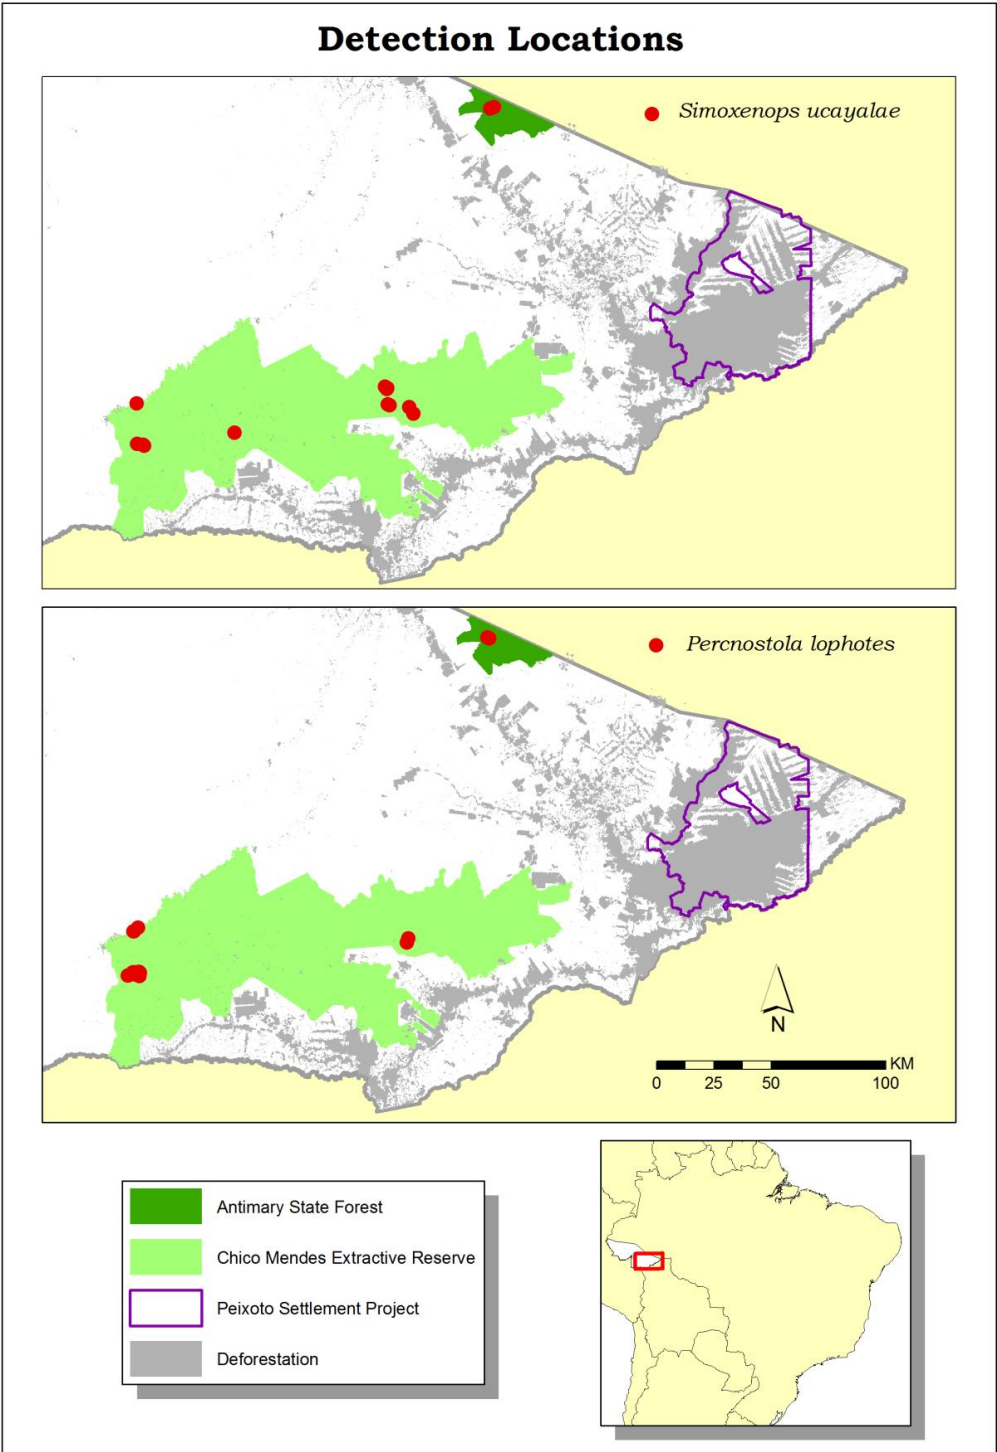 Detection Locations
Simoxenops ucayalae
Percnostola lophotes
N
KM
0 25 50 100
Antimary State Forest
Chico Mendes Extractive Reserve
Peixoto Settlement Project
Deforestation